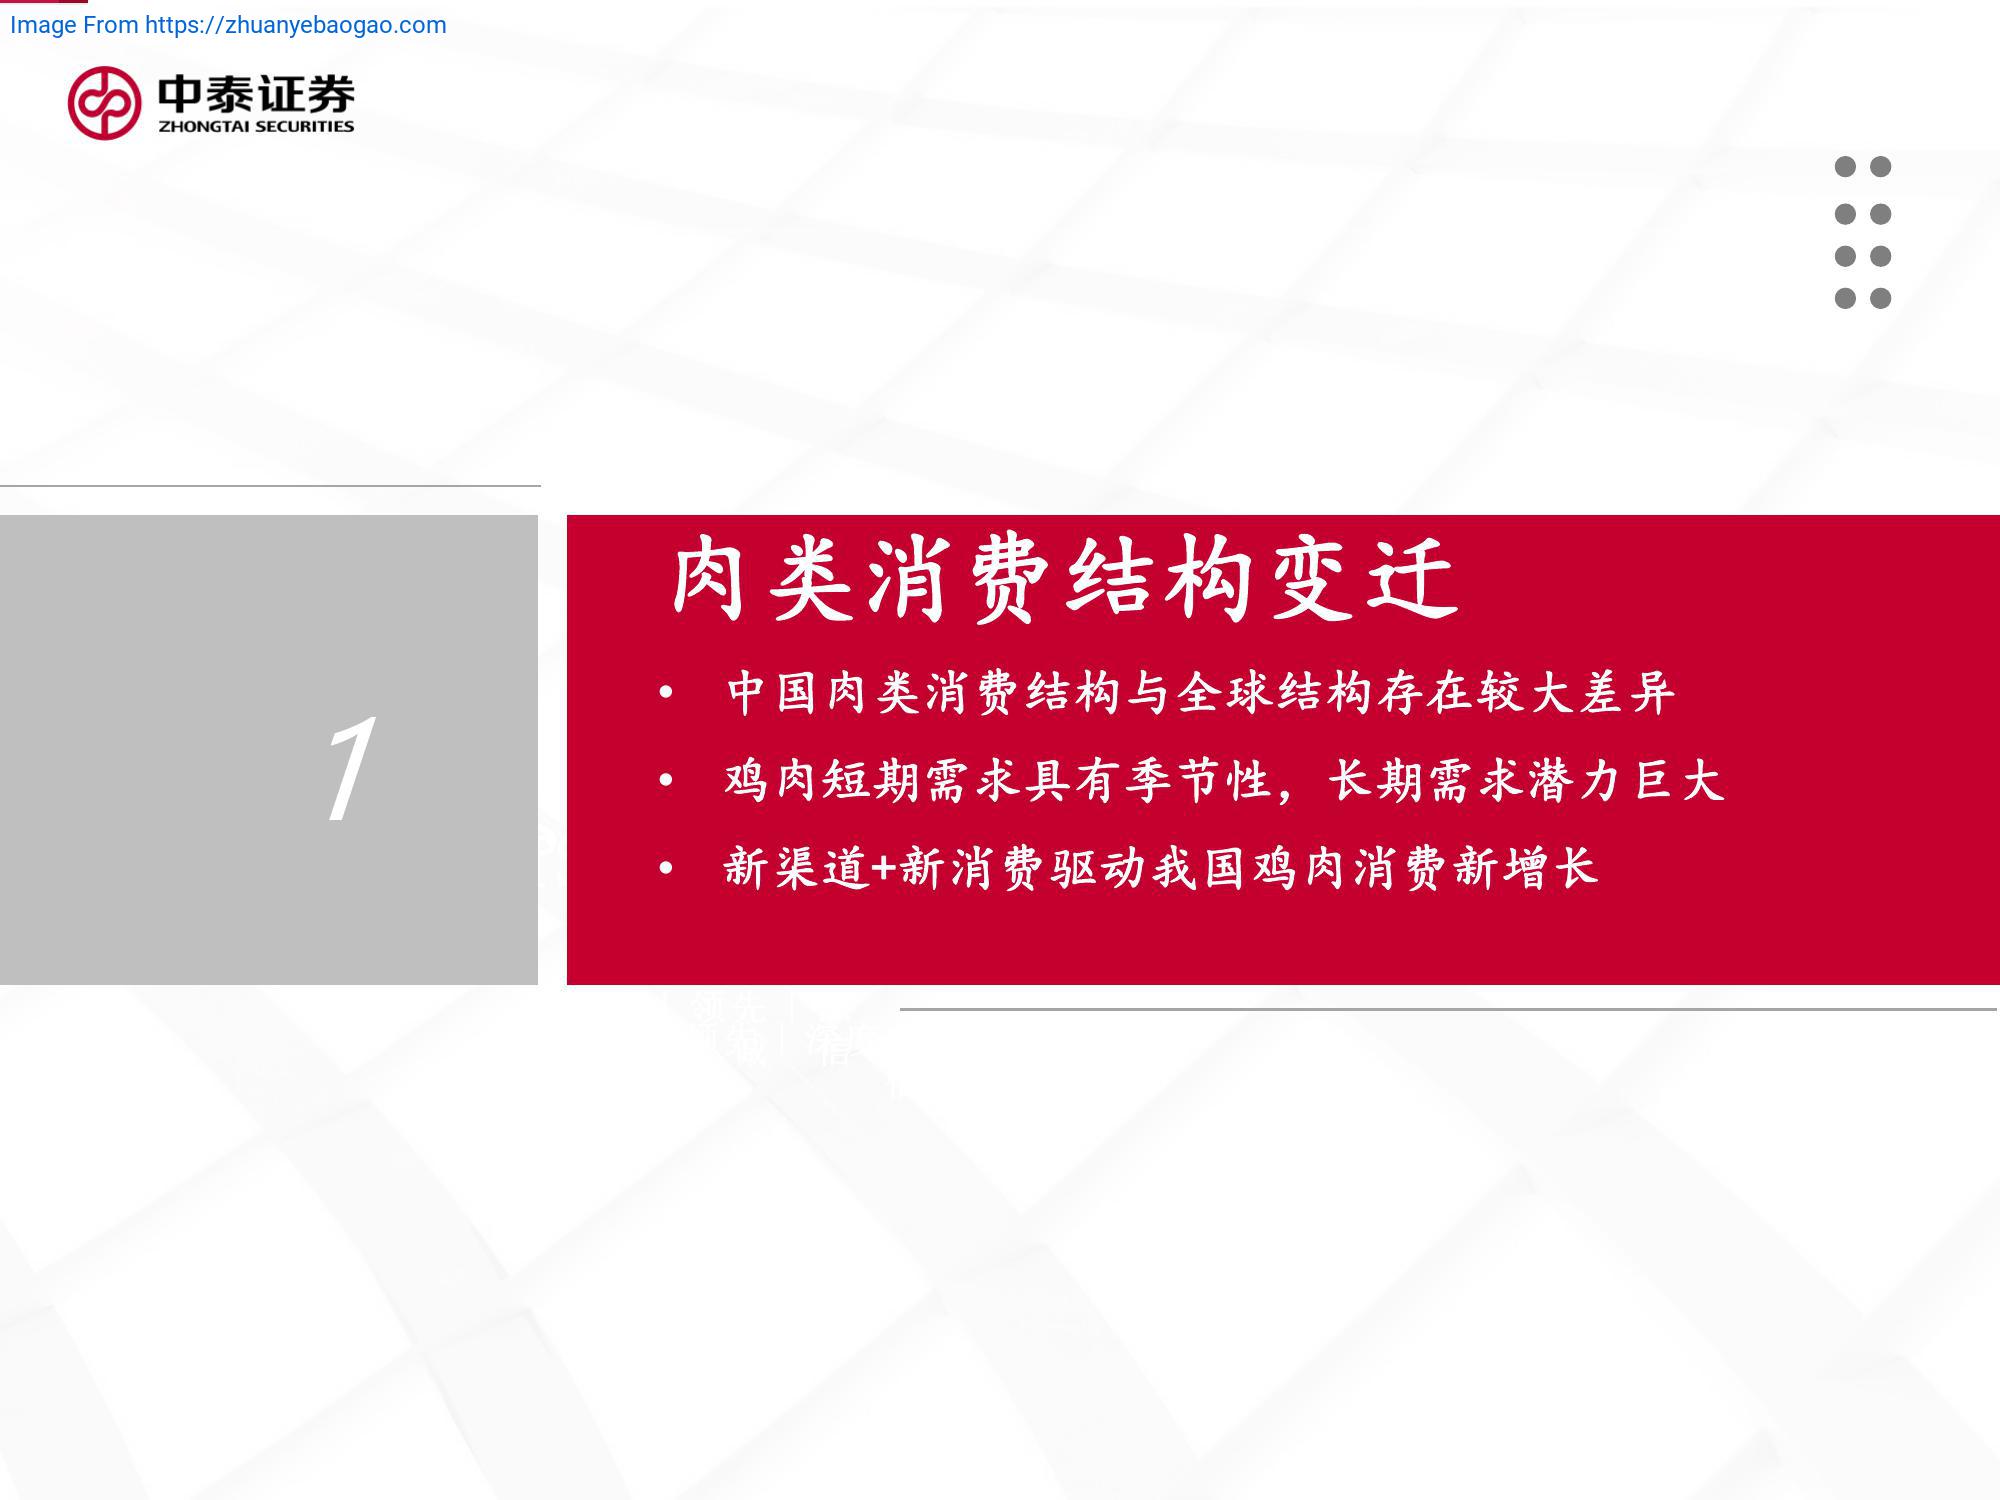 Image From https://zhuanyebaogao.com
中泰证券
ZHONGTAI SECURITIES
肉类消费结构变迁
• 中国肉类消费结构与全球结构存在较大差异
1
• 鸡肉短期需求具有季节性，长期需求潜力巨大
• 新渠道+新消费驱动我国鸡肉消费新增长
领先